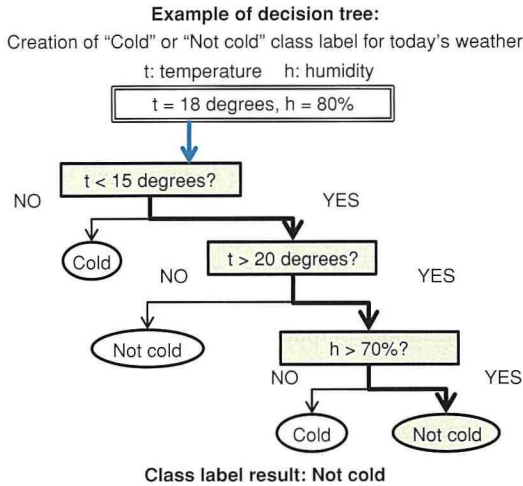 Example of decision tree:
Creation of “Cold” or “Not cold” class label for today’s weather
t: temperature h: humidity
t = 18 degrees, h = 80%
t < 15 degrees?
NO
YES
Cold
t > 20 degrees?
NO
YES
Not cold
h > 70%?
NO
YES
Cold
Not cold
Class label result: Not cold